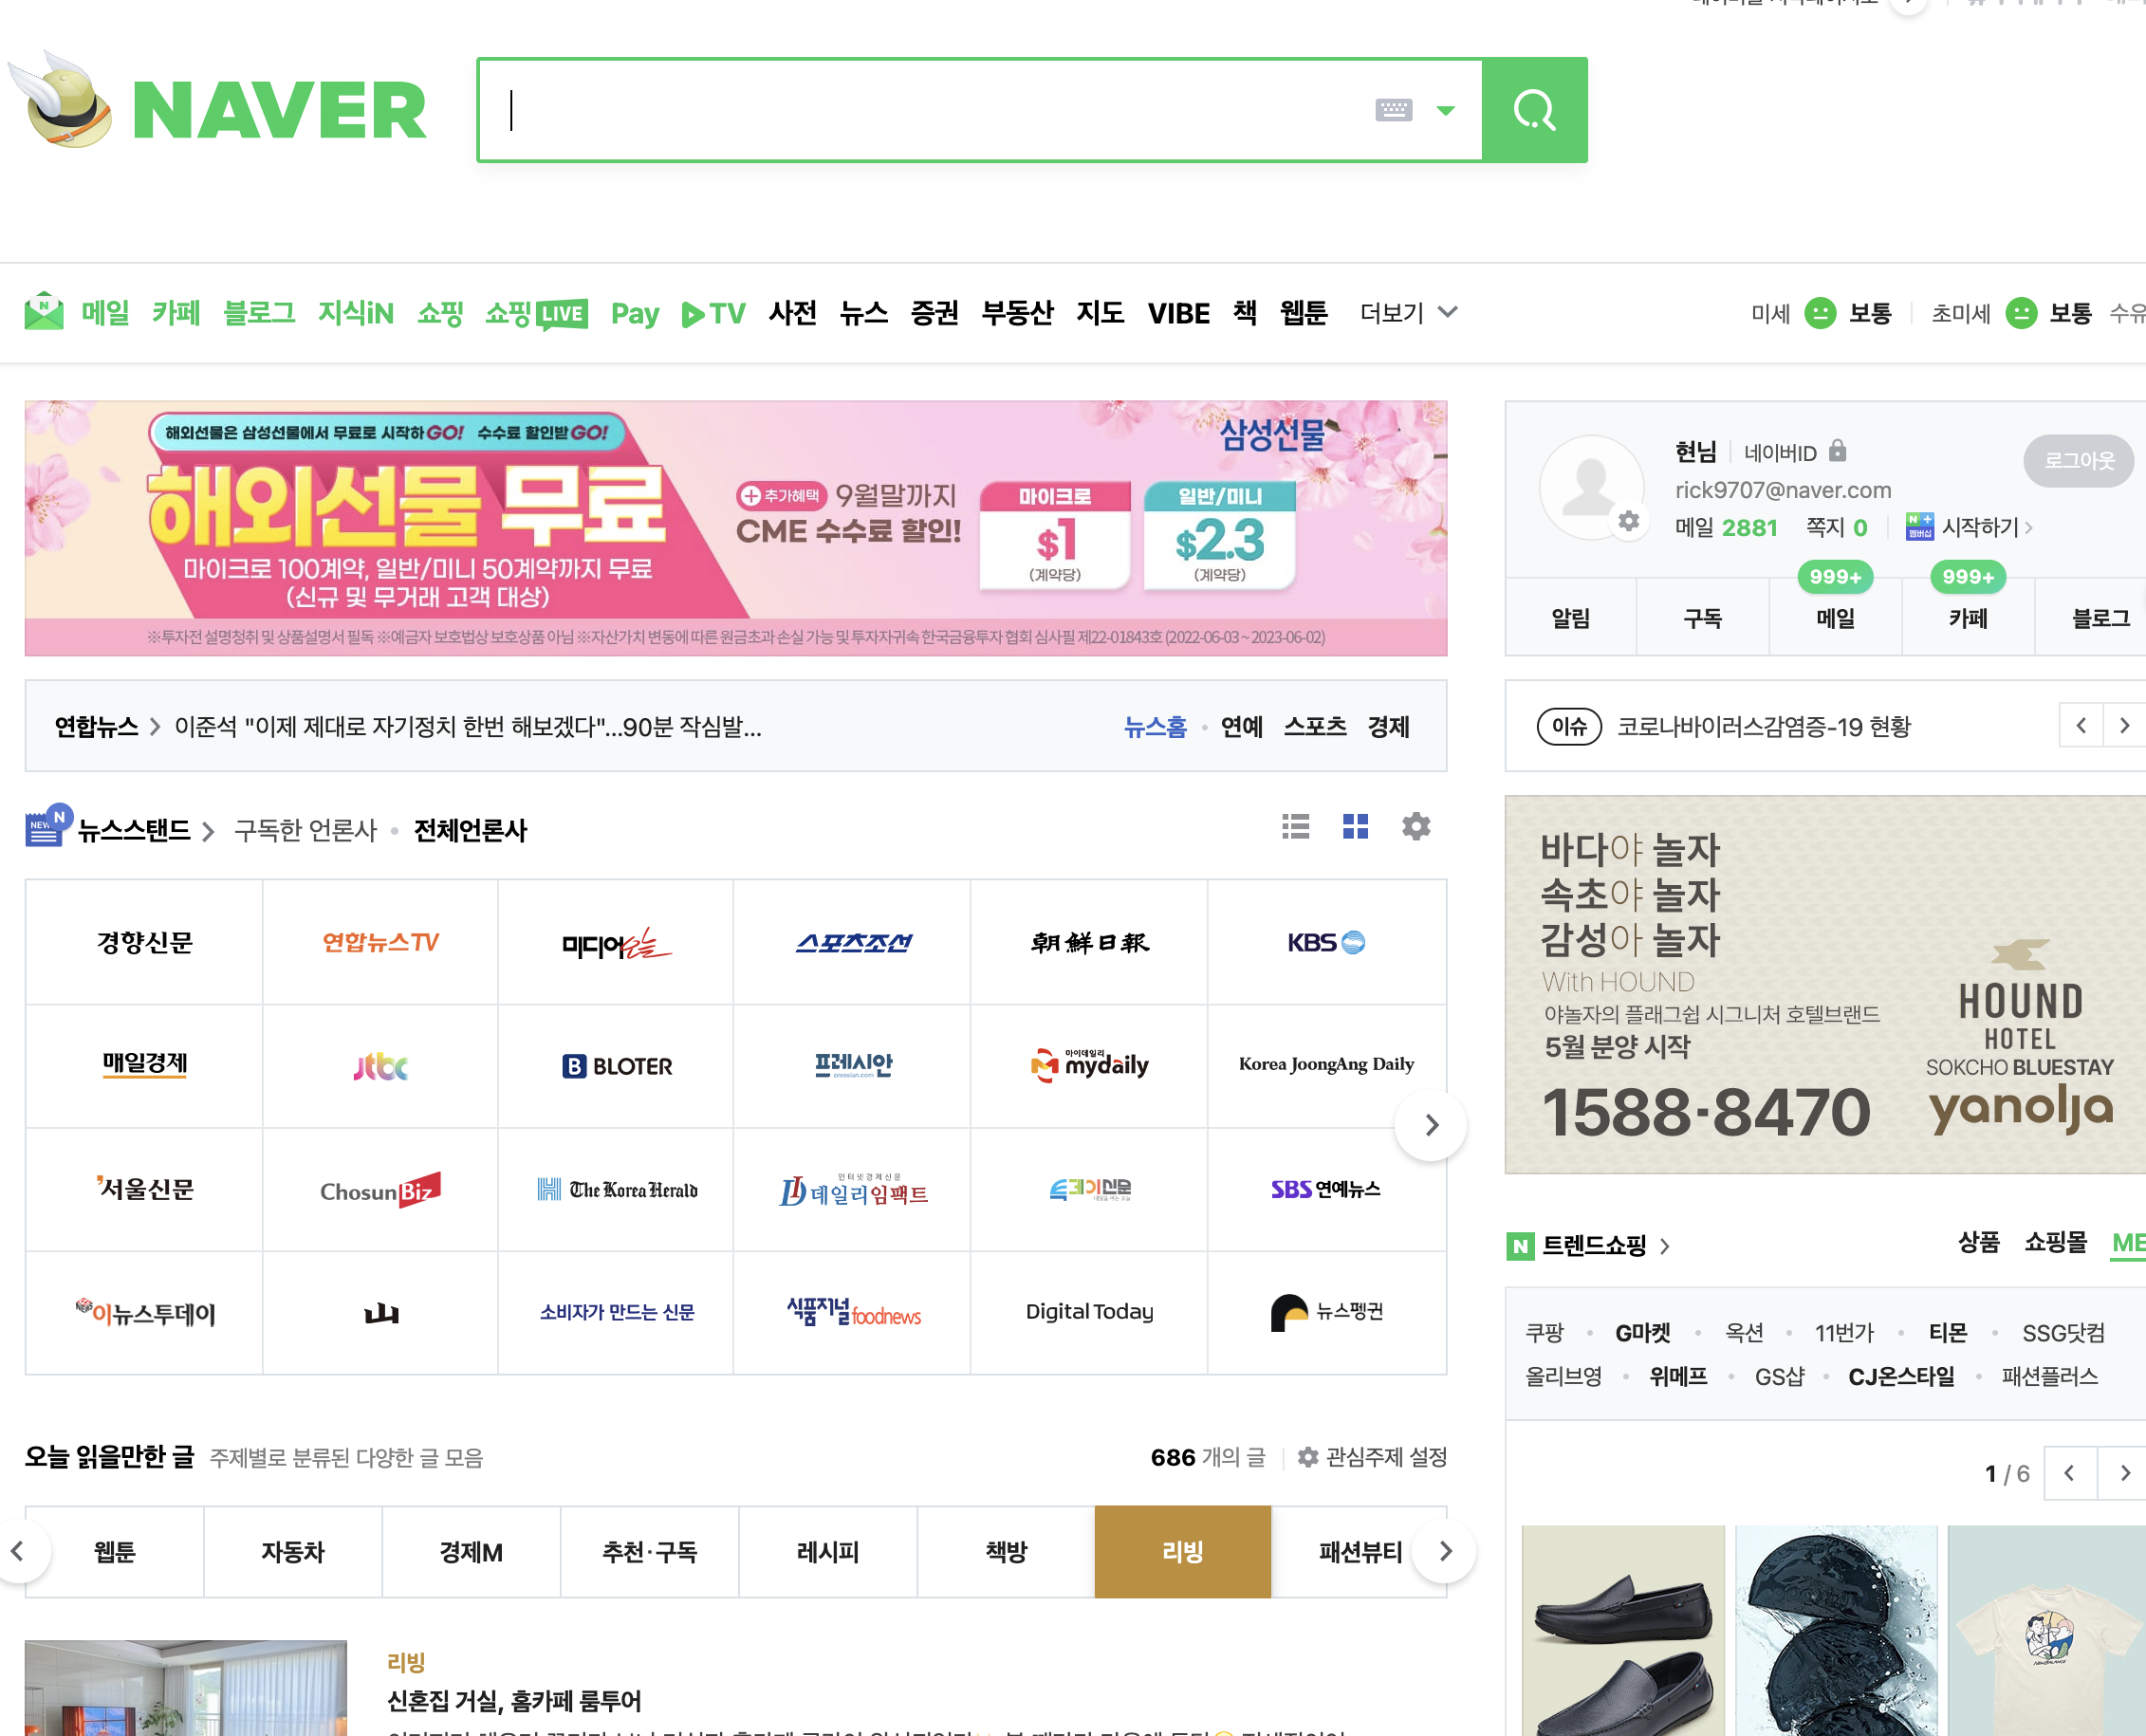 NAVER
메일 카페 블로그 지식iN 쇼핑 쇼핑LIVE Pay TV 사전 뉴스 증권 부동산 지도 VIBE 책 웹툰 더보기
미세 보통 초미세 보통
해외선물은 삼성선물에서 무료로 시작하GO! 수수료 할인받GO!
해외선물 무료
마이크로 100계약, 일반/미니 50계약까지 무료
(신규 및 무거래 고객 대상)
추가혜택 9월말까지
CME 수수료 할인!
삼성선물
마이크로
$1
(계약당)
일반/미니
$2.3
(계약당)
※투자전 설명청취 및 상품설명서 필독 ※예금자 보호법상 보호상품 아님 ※자산가치 변동에 따른 원금초과 손실 가능 및 투자자귀속 한국금융투자 협회 심사필 제22-01843호 (2022-06-03 ~ 2023-06-02)
현님 네이버ID
로그아웃
rick9707@naver.com
메일 2881 쪽지 0 N+ 멤버십 시작하기
999+ 999+
알림 구독 메일 카페 블로그
연합뉴스 이준석 "이제 제대로 자기정치 한번 해보겠다"...90분 작심발...
뉴스홈 연예 스포츠 경제
이슈 코로나바이러스감염증-19 현황
NEW N 뉴스스탠드 구독한 언론사 전체언론사
경향신문 연합뉴스TV 미디어오늘 스포츠조선 朝鮮日報 KBS
매일경제 jtbc B BLOTER 프레시안 pressian.com 마이데일리 mydaily Korea JoongAng Daily
서울신문 ChosunBiz The Korea Herald 인터넷경제신문 데일리임팩트 SBS 연예뉴스
이뉴스투데이 山 소비자가 만드는 신문 식품저널 foodnews Digital Today 뉴스펭귄
바다야 놀자
속초야 놀자
감성아 놀자
With HOUND
야놀자의 플래그쉽 시그니처 호텔브랜드
5월 분양 시작
1588·8470
HOUND
HOTEL
SOKCHO BLUESTAY
yanolja
N 트렌드쇼핑
상품 쇼핑몰
쿠팡 G마켓 옥션 11번가 티몬 SSG닷컴
올리브영 위메프 GS샵 CJ온스타일 패션플러스
1 / 6
오늘 읽을만한 글 주제별로 분류된 다양한 글 모음
686 개의 글 관심주제 설정
웹툰 자동차 경제M 추천·구독 레시피 책방 리빙 패션뷰티
리빙
신혼집 거실, 홈카페 룸투어